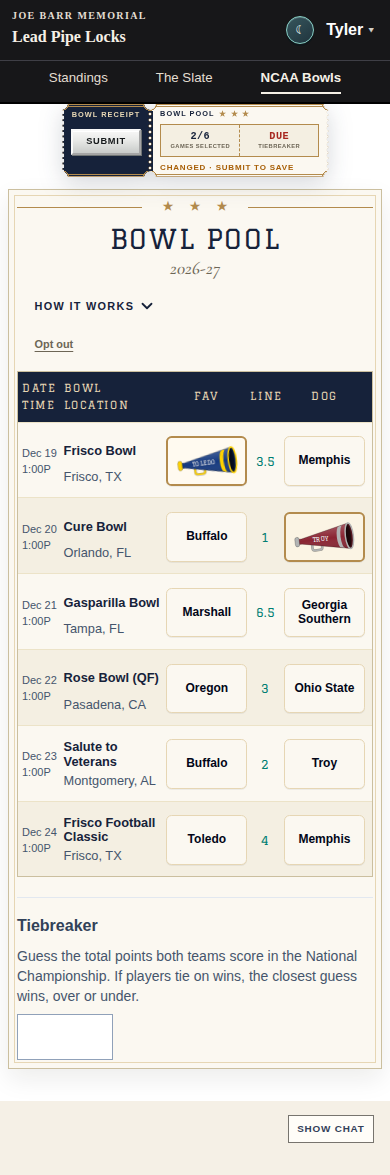 JOE BARR MEMORIAL
Lead Pipe Locks
Tyler
Standings
The Slate
NCAA Bowls
BOWL RECEIPT
SUBMIT
BOWL POOL ★ ★ ★
2/6
GAMES SELECTED
DUE
TIEBREAKER
CHANGED · SUBMIT TO SAVE
★ ★ ★
BOWL POOL
2026-27
HOW IT WORKS
Opt out
DATE TIME BOWL LOCATION FAV LINE DOG
Dec 19 1:00P Frisco Bowl Frisco, TX TOLEDO 3.5 Memphis
Dec 20 1:00P Cure Bowl Orlando, FL Buffalo 1 TROY
Dec 21 1:00P Gasparilla Bowl Tampa, FL Marshall 6.5 Georgia Southern
Dec 22 1:00P Rose Bowl (QF) Pasadena, CA Oregon 3 Ohio State
Dec 23 1:00P Salute to Veterans Montgomery, AL Buffalo 2 Troy
Dec 24 1:00P Frisco Football Classic Frisco, TX Toledo 4 Memphis
Tiebreaker
Guess the total points both teams score in the National
Championship. If players tie on wins, the closest guess
wins, over or under.
SHOW CHAT